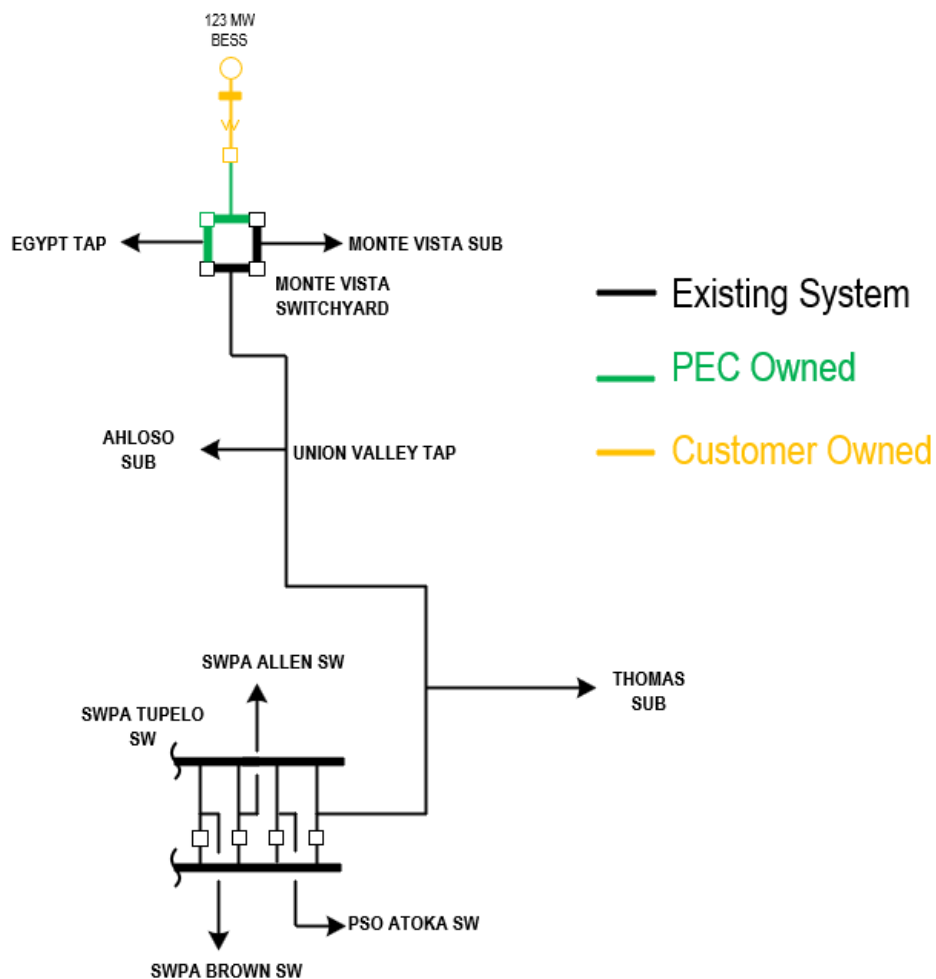 123 MW
BESS
EGYPT TAP
MONTE VISTA SUB
MONTE VISTA
SWITCHYARD
Existing System
PEC Owned
Customer Owned
AHLOSO
SUB
UNION VALLEY TAP
SWPA ALLEN SW
THOMAS
SUB
SWPA TUPELO
SW
PSO ATOKA SW
SWPA BROWN SW